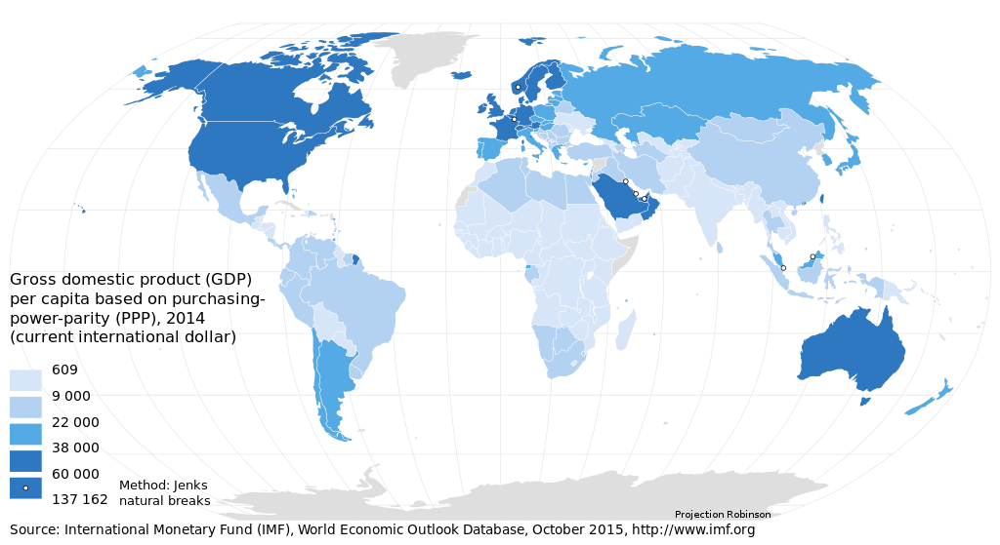 Gross domestic product (GDP)
per capita based on purchasing-
power-parity (PPP), 2014
(current international dollar)
609
9 000
22 000
38 000
60 000
137 162
Method: Jenks
natural breaks
Projection Robinson
Source: International Monetary Fund (IMF), World Economic Outlook Database, October 2015, http://www.imf.org